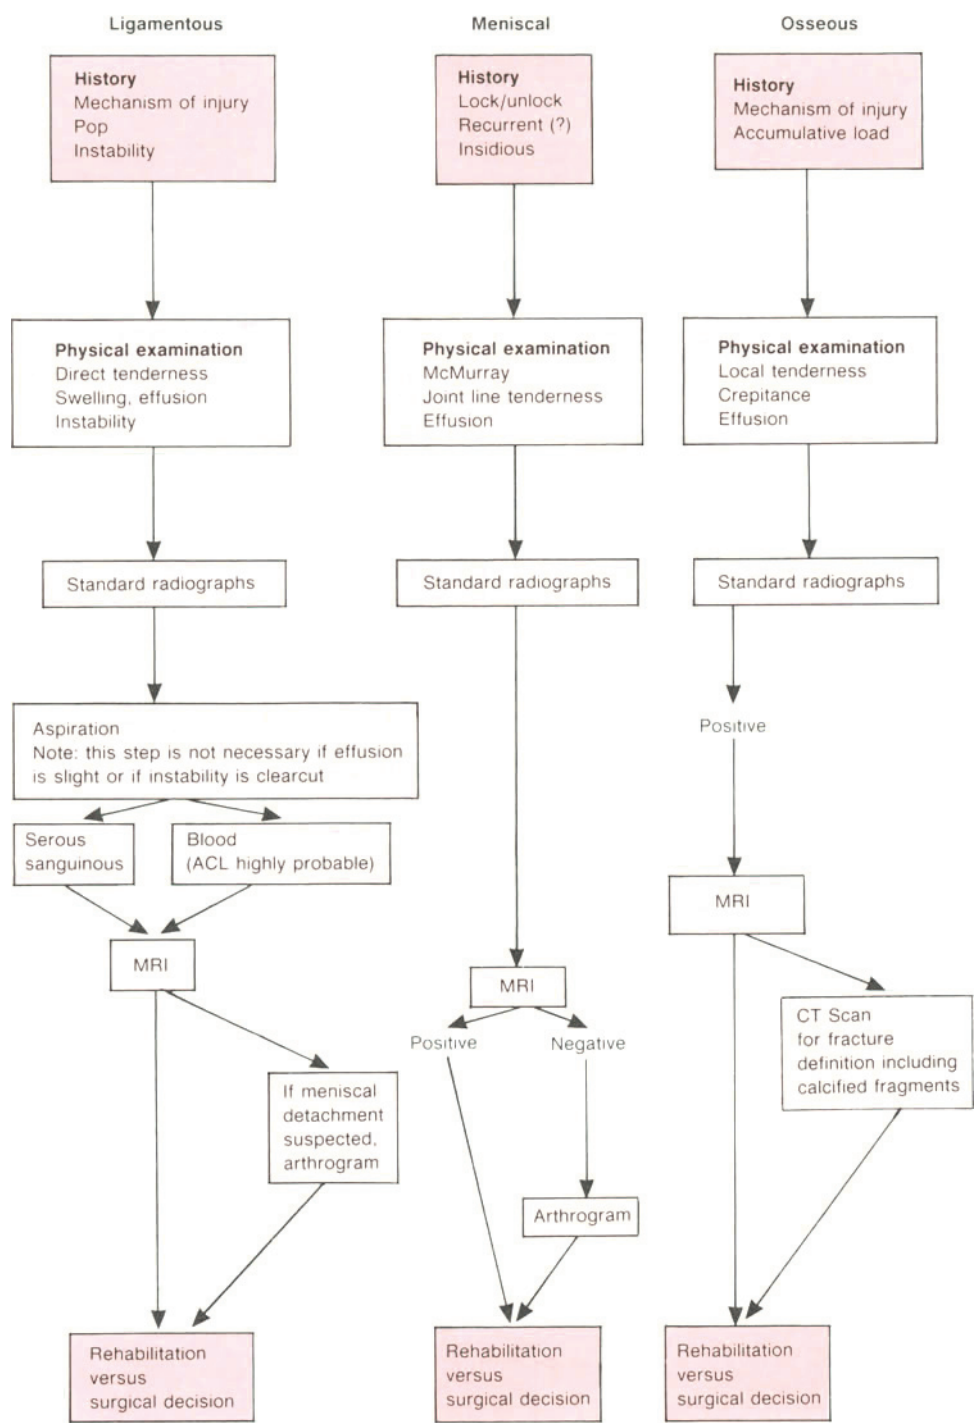 Ligamentous
History
Mechanism of injury
Pop
Instability
Physical examination
Direct tenderness
Swelling, effusion
Instability
Standard radiographs
Aspiration
Note: this step is not necessary if effusion
is slight or if instability is clearcut
Serous
sanguinous
Blood
(ACL highly probable)
MRI
If meniscal
detachment
suspected,
arthrogram
Rehabilitation
versus
surgical decision
Meniscal
History
Lock/unlock
Recurrent (?)
Insidious
Physical examination
McMurray
Joint line tenderness
Effusion
Standard radiographs
MRI
Positive
Negative
Arthrogram
Rehabilitation
versus
surgical decision
Osseous
History
Mechanism of injury
Accumulative load
Physical examination
Local tenderness
Crepitance
Effusion
Standard radiographs
Positive
MRI
CT Scan
for fracture
definition including
calcified fragments
Rehabilitation
versus
surgical decision